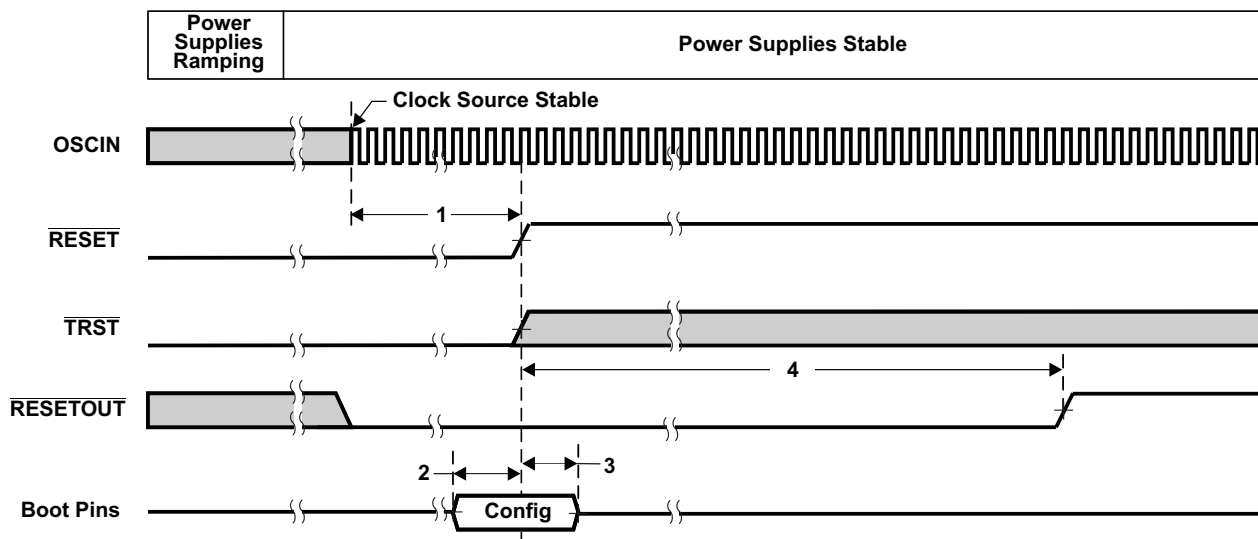 Power
Supplies
Ramping
Power Supplies Stable
Clock Source Stable
OSCIN
1
RESET
TRST
4
RESETOUT
2
3
Boot Pins
Config